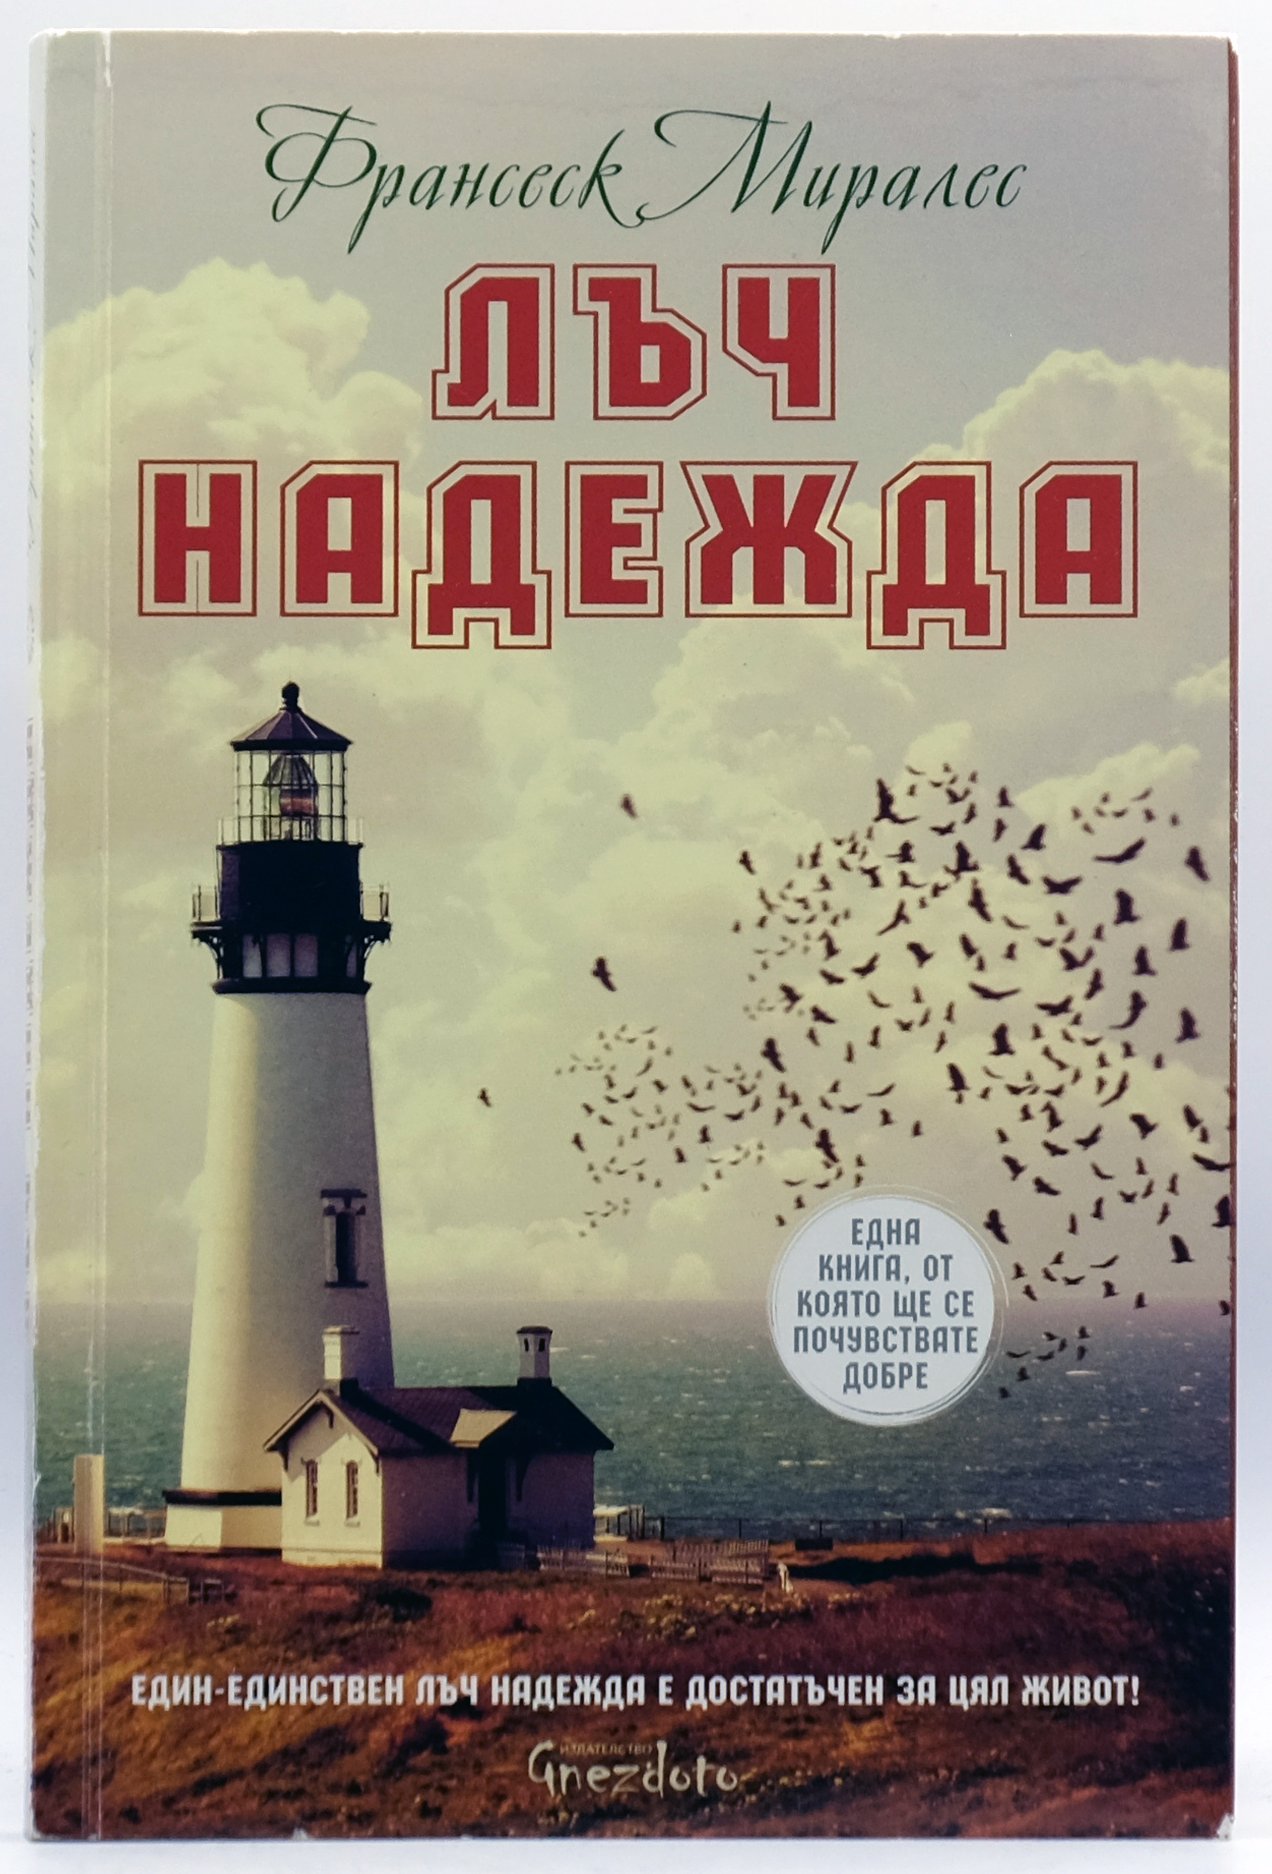 Франсеск Миралес
ЛЪЧ
НАДЕЖДА
ЕДНА
КНИГА, ОТ
КОЯТО ЩЕ СЕ
ПОЧУВСТВАТЕ
ДОБРЕ
ЕДИН-ЕДИНСТВЕН ЛЪЧ НАДЕЖДА Е ДОСТАТЪЧЕН ЗА ЦЯЛ ЖИВОТ!
ИЗДАТЕЛСТВО
Gnezdoto